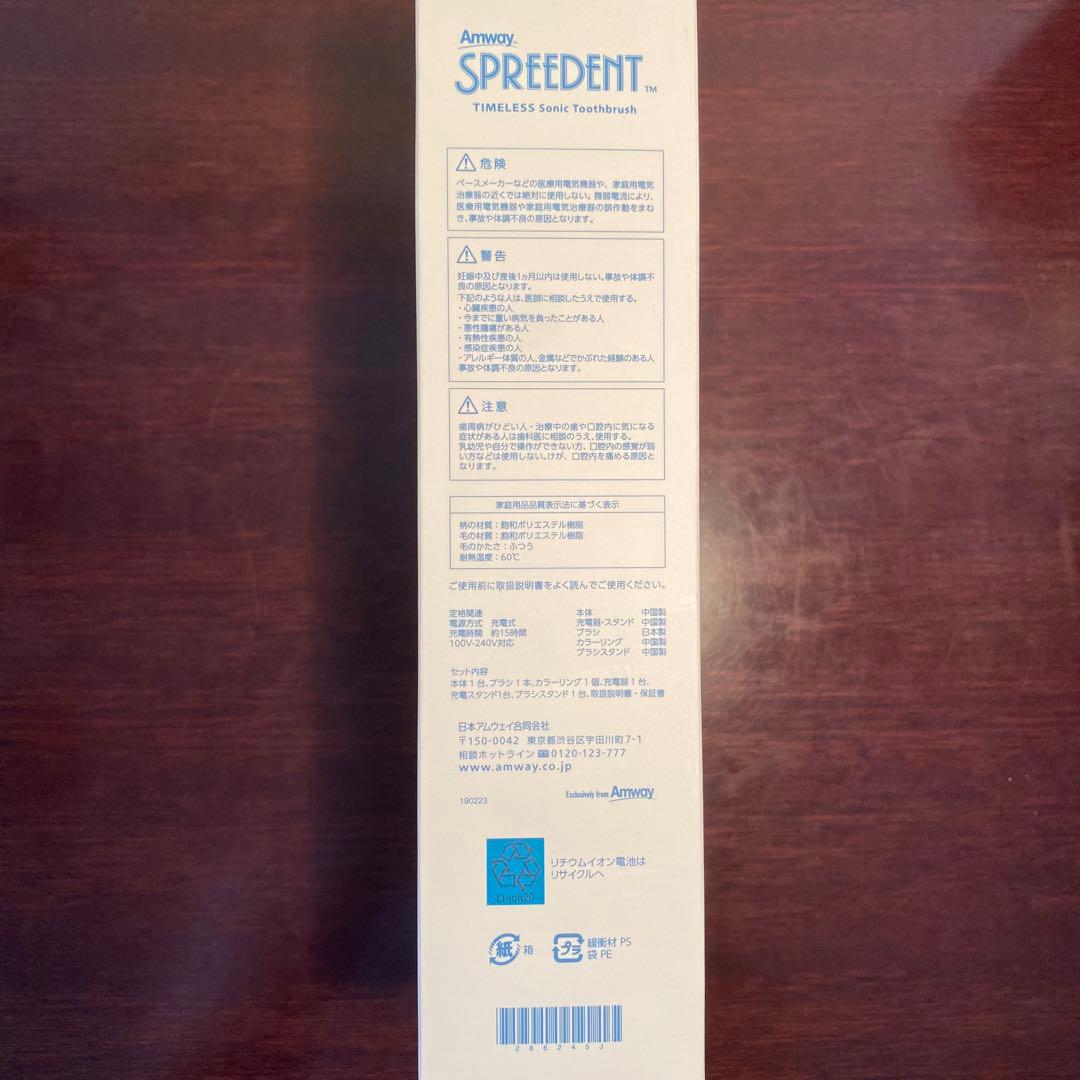 Amway™
SPREEDENT™
TIMELESS Sonic Toothbrush
危険
ペースメーカーなどの医療用電気機器や、家庭用電気
治療器の近くでは絶対に使用しない。微弱電流により、
医療用電気機器や家庭用電気治療器の誤作動をまね
き、事故や体調不良の原因となります。
警告
妊娠中及び産後1ヵ月以内は使用しない。事故や体調不
良の原因となります。
下記のような人は、医師に相談したうえで使用する。
・心臓疾患の人
・今までに重い病気を負ったことがある人
・悪性腫瘍がある人
・有熱性疾患の人
・感染症疾患の人
・アレルギー体質の人、金属などでかぶれた経験のある人
事故や体調不良の原因となります。
注意
歯周病がひどい人・治療中の歯や口腔内に気になる
症状がある人は歯科医に相談のうえ、使用する。
乳幼児や自分で操作ができない方、口腔内の感覚が弱
い方などは使用しない。けが、口腔内を痛める原因と
なります。
家庭用品品質表示法に基づく表示
柄の材質：飽和ポリエステル樹脂
毛の材質：飽和ポリエステル樹脂
毛のかたさ：ふつう
耐熱温度：60℃
ご使用前に取扱説明書をよく読んでご使用ください。
定格関連
電源方式 充電式
充電時間 約15時間
100V-240V対応
本体 中国製
充電器・スタンド 中国製
ブラシ 日本製
カラーリング 中国製
ブラシスタンド 中国製
セット内容
本体1台、ブラシ1本、カラーリング1個、充電器1台、
充電スタンド1台、ブラシスタンド1台、取扱説明書・保証書
日本アムウェイ合同会社
〒150-0042 東京都渋谷区宇田川町7-1
相談ホットライン 0120-123-777
www.amway.co.jp
190223
Exclusively from Amway
Li-ion20
リチウムイオン電池は
リサイクルへ
紙 箱
プラ 緩衝材 PS
袋 PE
286245J